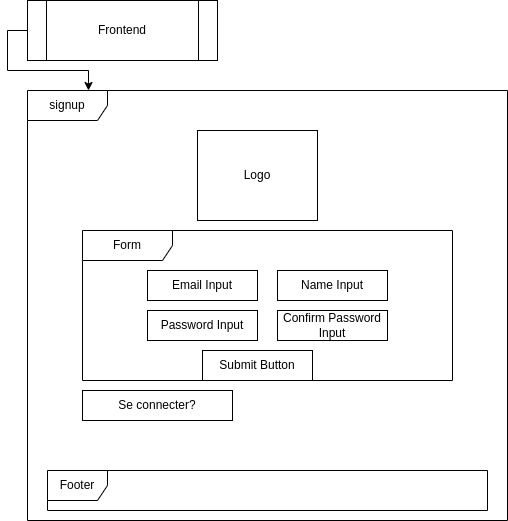 Frontend
signup
Logo
Form
Email Input
Name Input
Password Input
Confirm Password
Input
Submit Button
Se connecter?
Footer